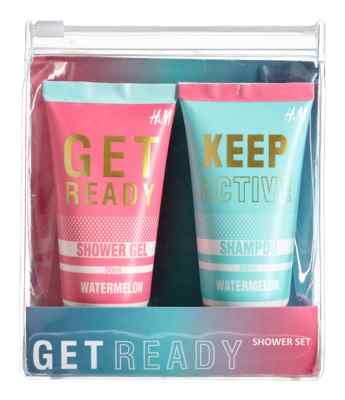 H&M
GET
READY
SHOWER GEL
WATERMELON
H&M
KEEP
ACTIVE
SHAMPOO
WATERMELON
GET READY
SHOWER SET